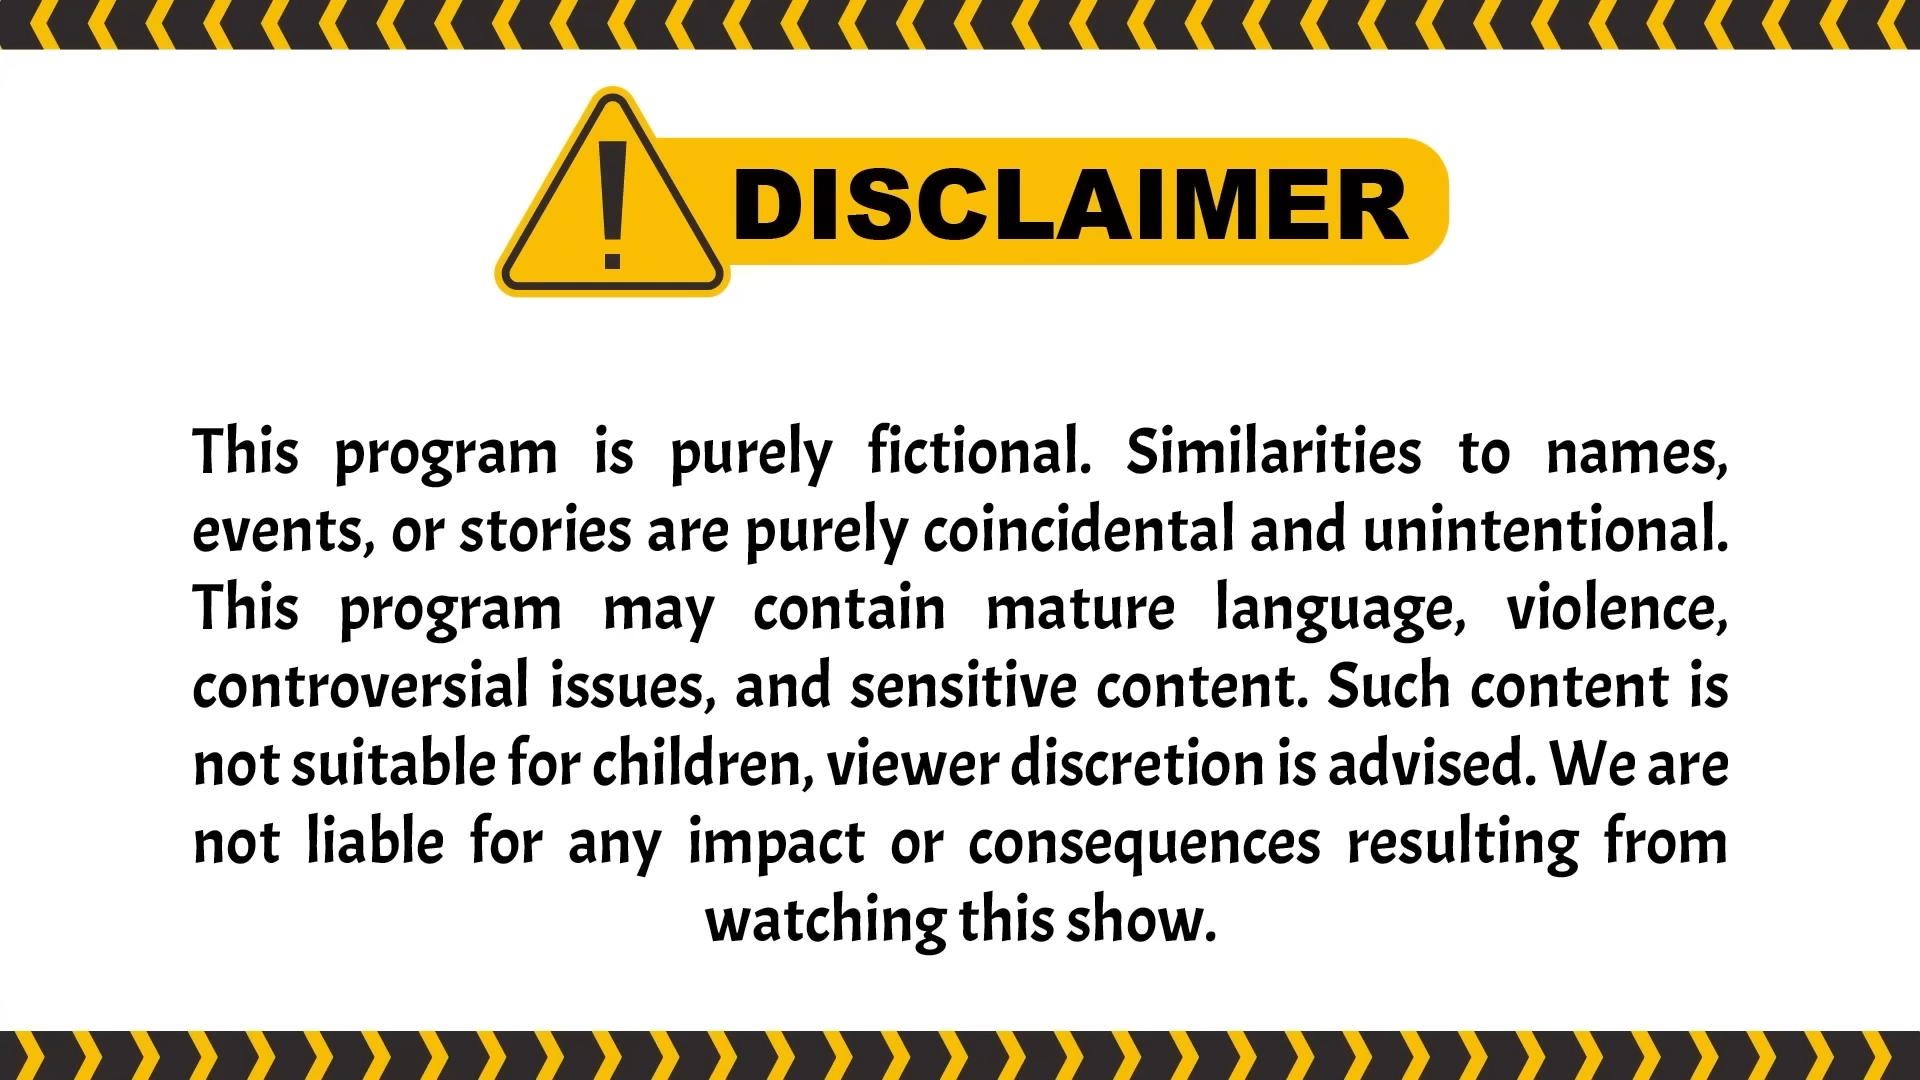 DISCLAIMER
This program is purely fictional. Similarities to names,
events, or stories are purely coincidental and unintentional.
This program may contain mature language, violence,
controversial issues, and sensitive content. Such content is
not suitable for children, viewer discretion is advised. We are
not liable for any impact or consequences resulting from
watching this show.